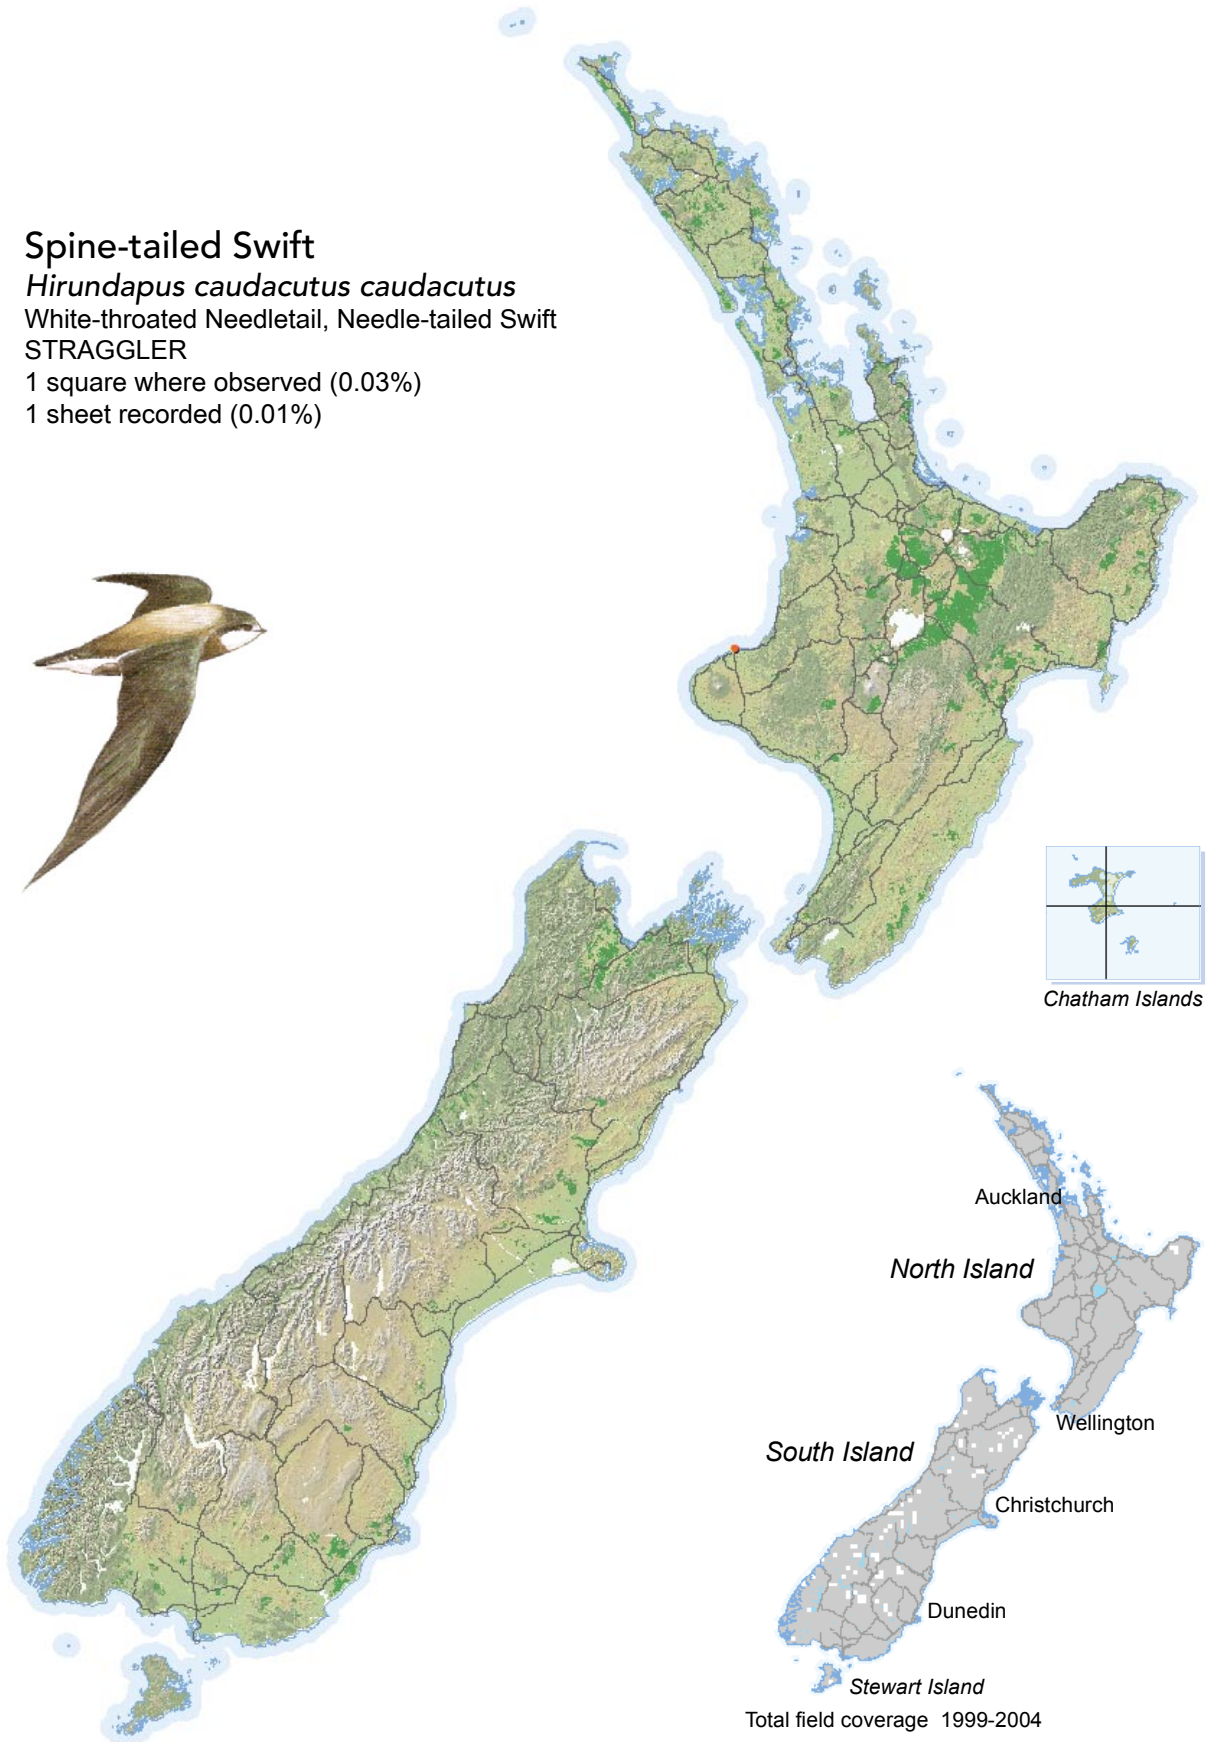 Spine-tailed Swift
Hirundapus caudacutus caudacutus
White-throated Needletail, Needle-tailed Swift
STRAGGLER
1 square where observed (0.03%)
1 sheet recorded (0.01%)
Chatham Islands
Auckland
North Island
Wellington
South Island
Christchurch
Dunedin
Stewart Island
Total field coverage 1999-2004